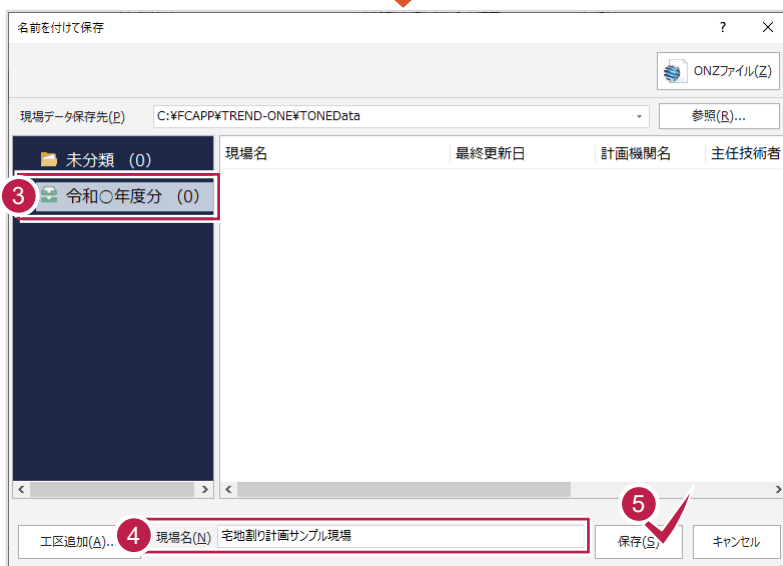 名前を付けて保存 ? ×
ONZファイル(Z)
現場データ保存先(P) C:¥FCAPP¥TREND-ONE¥TONEData 参照(R)...
未分類 (0) 現場名 最終更新日 計画機関名 主任技術者
3 令和○年度分 (0)
5
工区追加(A)... 4 現場名(N) 宅地割り計画サンプル現場 保存(S) キャンセル